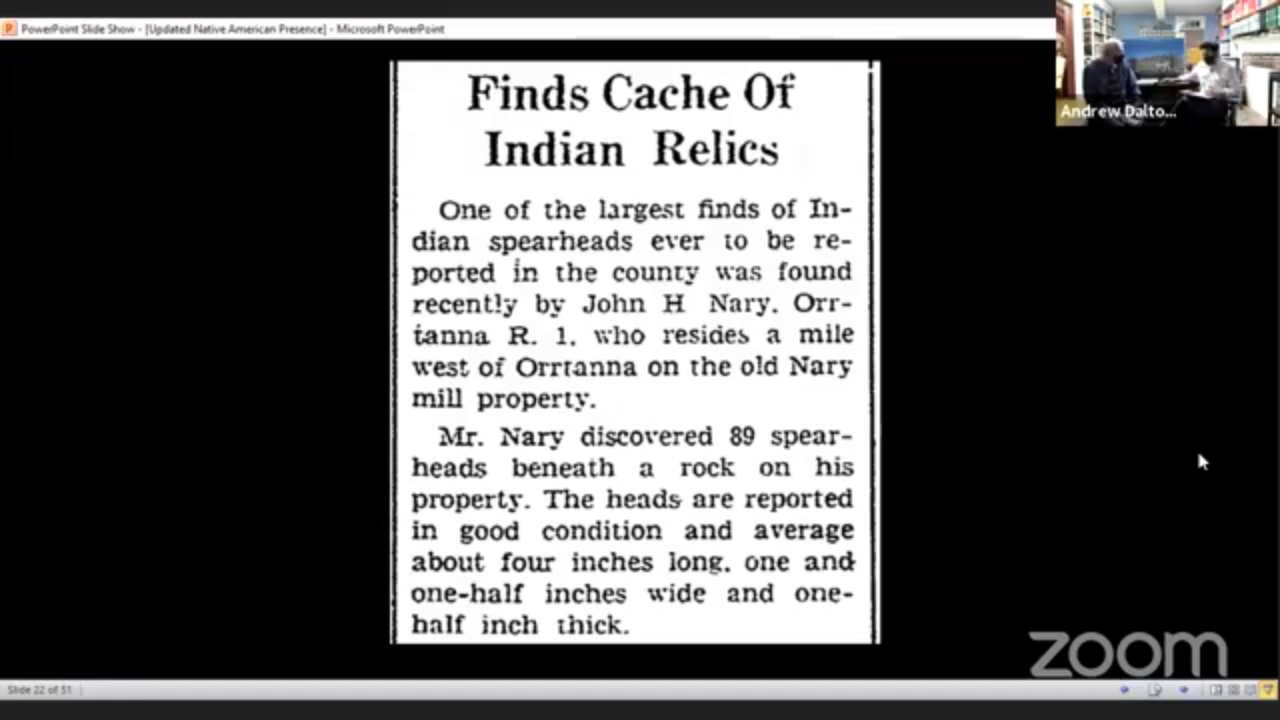 PowerPoint Slide Show - [Updated Native American Presence] - Microsoft PowerPoint
Andrew Dalto...
Finds Cache Of
Indian Relics
One of the largest finds of In-
dian spearheads ever to be re-
ported in the county was found
recently by John H Nary. Orr-
tanna R. 1. who resides a mile
west of Orrtanna on the old Nary
mill property.
Mr. Nary discovered 89 spear-
heads beneath a rock on his
property. The heads are reported
in good condition and average
about four inches long, one and
one-half inches wide and one-
half inch thick.
zoom
Slide 22 of 51